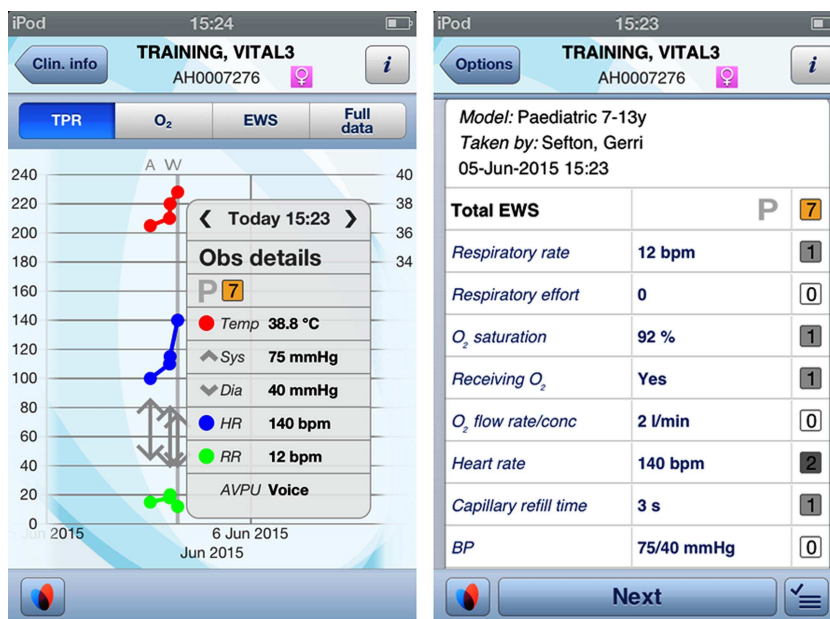 iPod 15:24
Clin. info TRAINING, VITAL3 i
AH0007276
TPR O₂ EWS Full data
A W
240 40
220 38
200 36
180 34
160
140
120
100
80
60
40
20
0
Jun 2015 6 Jun 2015
Jun 2015
Today 15:23
Obs details
P 7
Temp 38.8 °C
Sys 75 mmHg
Dia 40 mmHg
HR 140 bpm
RR 12 bpm
AVPU Voice
iPod 15:23
Options TRAINING, VITAL3 i
AH0007276
Model: Paediatric 7-13y
Taken by: Sefton, Gerri
05-Jun-2015 15:23
Total EWS P 7
Respiratory rate 12 bpm 1
Respiratory effort 0 0
O₂ saturation 92 % 1
Receiving O₂ Yes 1
O₂ flow rate/conc 2 l/min 0
Heart rate 140 bpm 2
Capillary refill time 3 s 1
BP 75/40 mmHg 0
Next